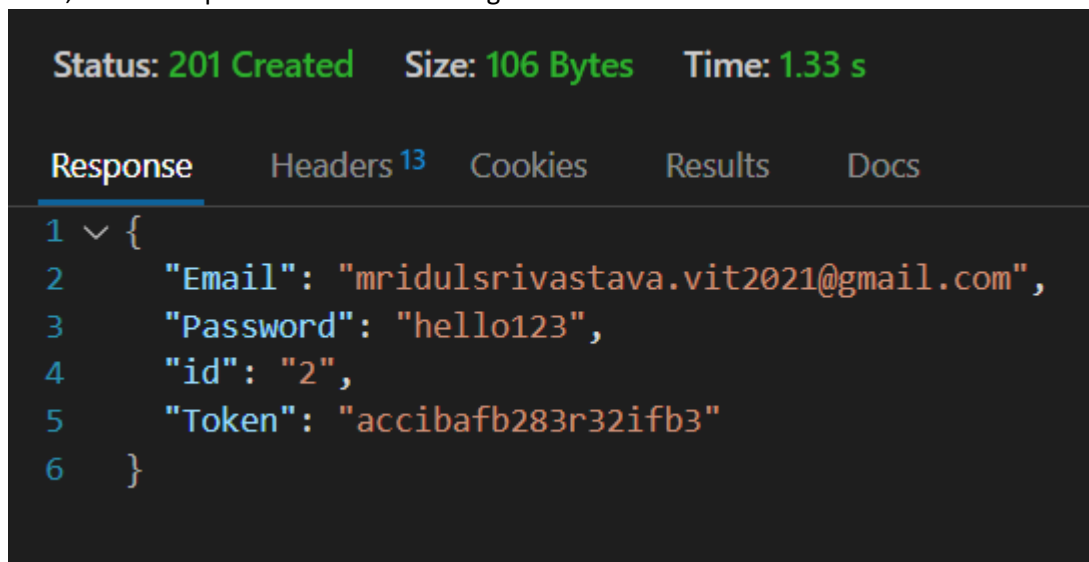 Status: 201 Created Size: 106 Bytes Time: 1.33 s
Response Headers 13 Cookies Results Docs
1 {
2 "Email": "mridulsrivastava.vit2021@gmail.com",
3 "Password": "hello123",
4 "id": "2",
5 "Token": "accibafb283r32ifb3"
6 }